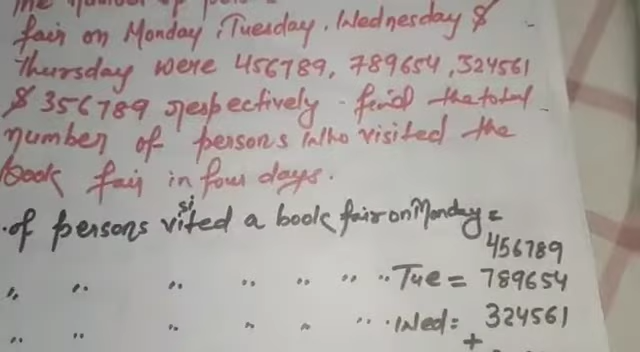 fair on Monday, Tuesday, Wednesday &
Thursday were 456789, 789654, 324561
& 356789 respectively. find the total
number of persons who visited the
book fair in four days.
of persons visited a book fair on Monday =
456789
" " " " " " " Tue = 789654
" " " " " " Wed = 324561
+